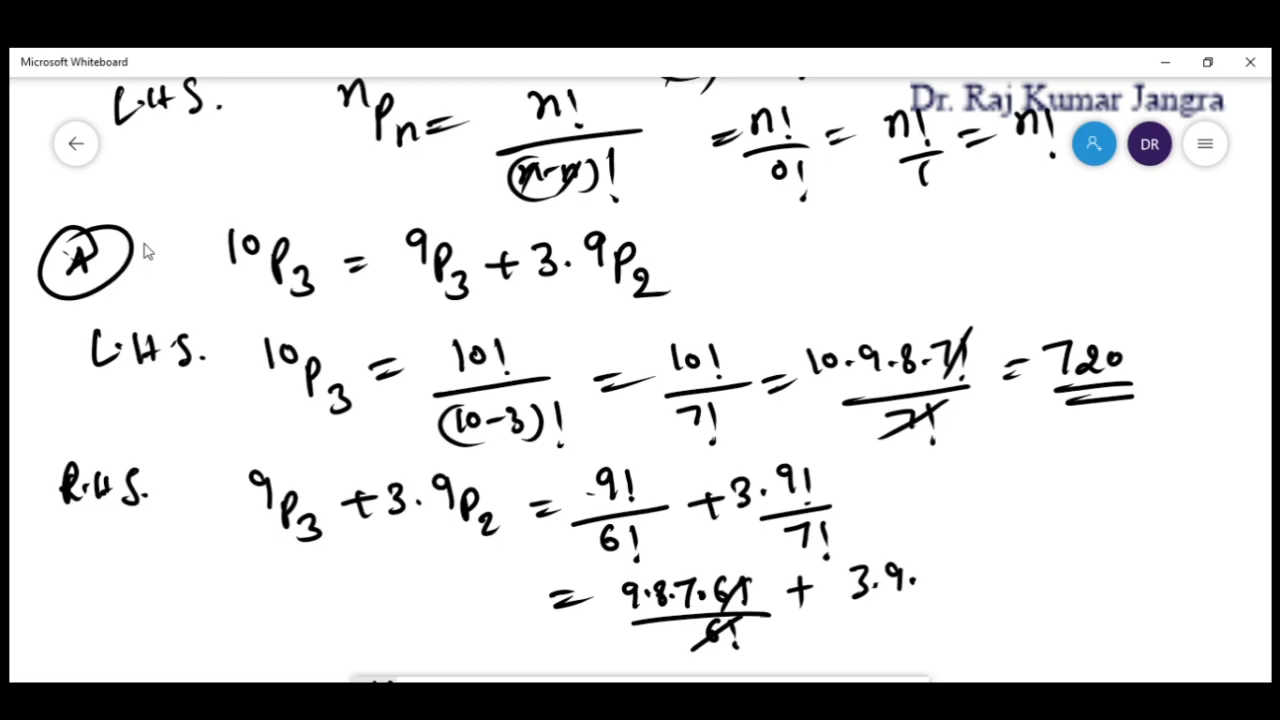 Microsoft Whiteboard
Dr. Raj Kumar Jangra
L.H.S. nPn = n!/(n-n)! = n!/0! = n!/1 = n!
DR
A 10P3 = 9P3 + 3. 9P2
L.H.S. 10P3 = 10!/(10-3)! = 10!/7! = 10.9.8.7!/7! = 720
R.H.S. 9P3 + 3. 9P2 = 9!/6! + 3. 9!/7!
= 9.8.7.6!/6! + 3.9.